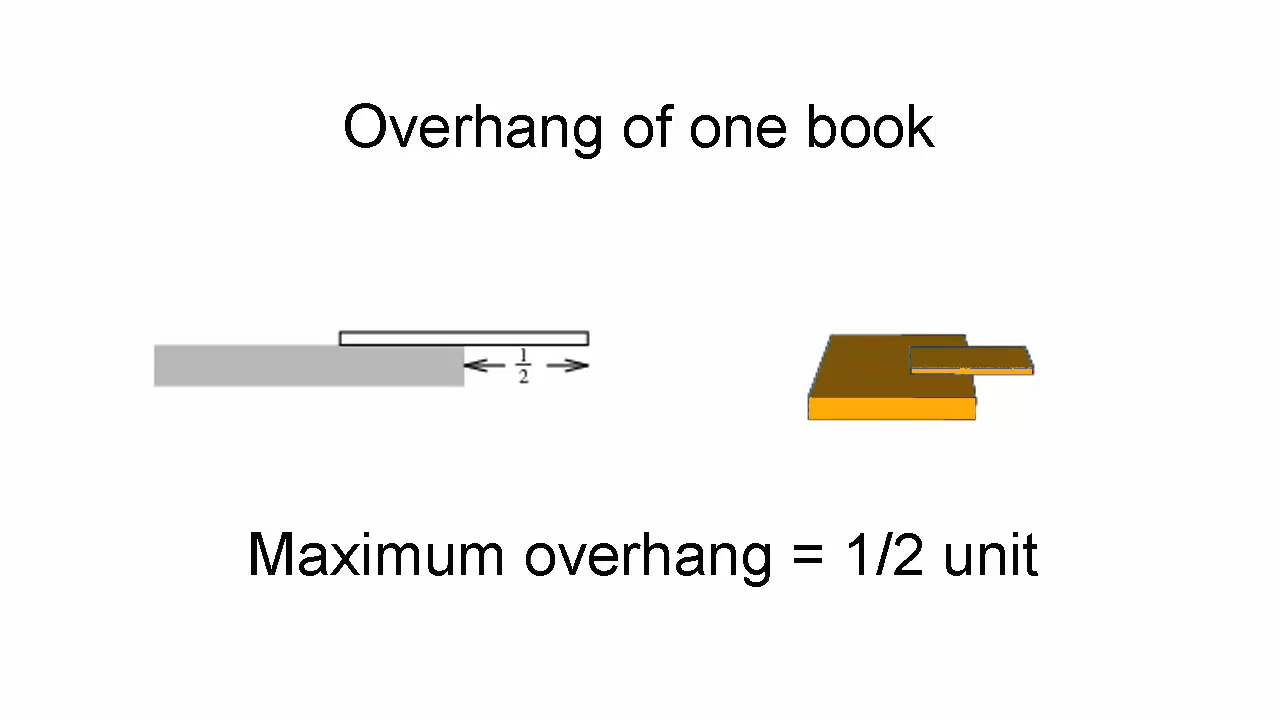 Overhang of one book
1/2
Maximum overhang = 1/2 unit